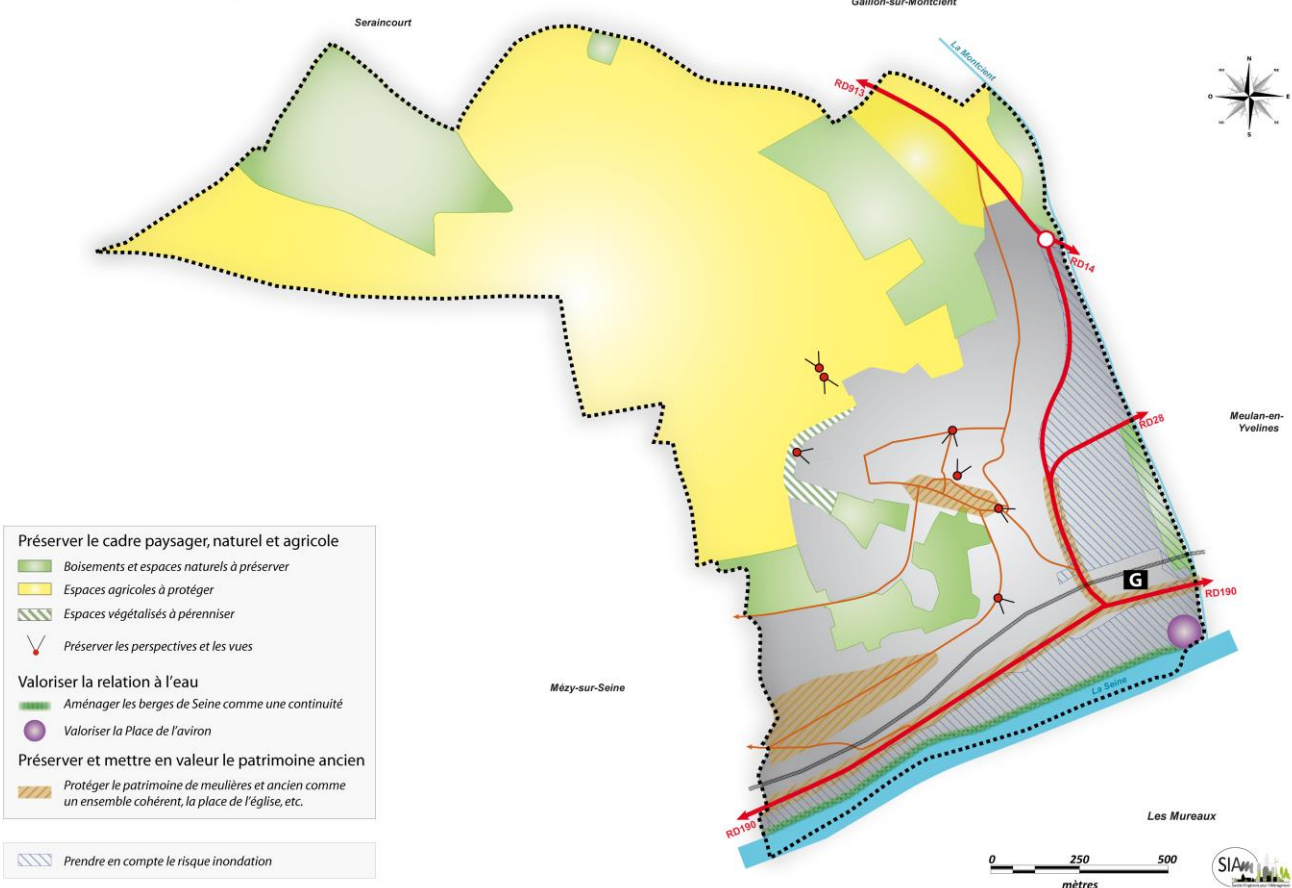 Gaillon-sur-Montcient
Seraincourt
La Montcient
RD913
N
O
E
S
RD14
Meulan-en-
Yvelines
RD28
Préserver le cadre paysager, naturel et agricole
Boisements et espaces naturels à préserver
Espaces agricoles à protéger
Espaces végétalisés à pérenniser
Préserver les perspectives et les vues
Valoriser la relation à l'eau
Aménager les berges de Seine comme une continuité
Valoriser la Place de l'aviron
Préserver et mettre en valeur le patrimoine ancien
Protéger le patrimoine de meulières et ancien comme
un ensemble cohérent, la place de l'église, etc.
Prendre en compte le risque inondation
G
RD190
Mézy-sur-Seine
La Seine
RD190
Les Mureaux
0 250 500
mètres
SIAm